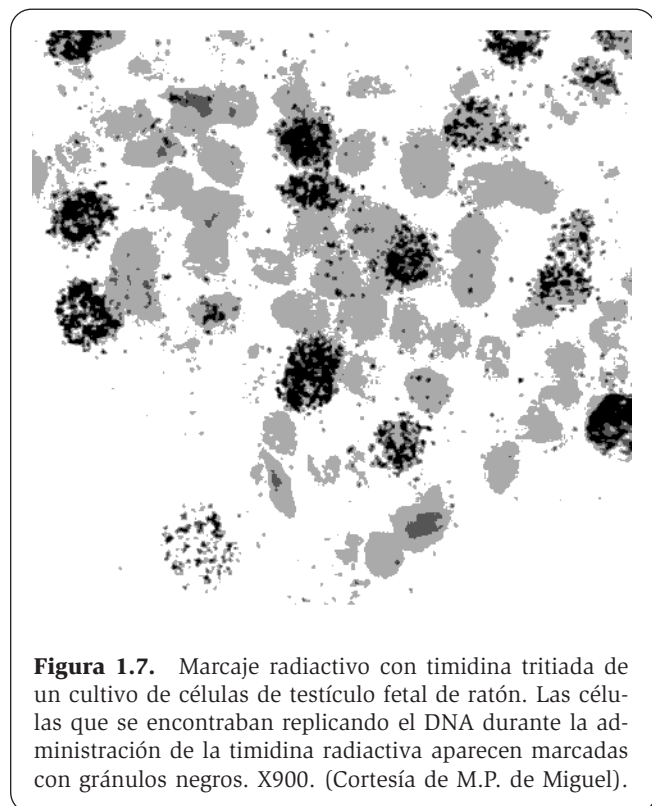 Figura 1.7. Marcaje radiactivo con timidina tritiada de
un cultivo de células de testículo fetal de ratón. Las célu-
las que se encontraban replicando el DNA durante la ad-
ministración de la timidina radiactiva aparecen marcadas
con gránulos negros. X900. (Cortesía de M.P. de Miguel).